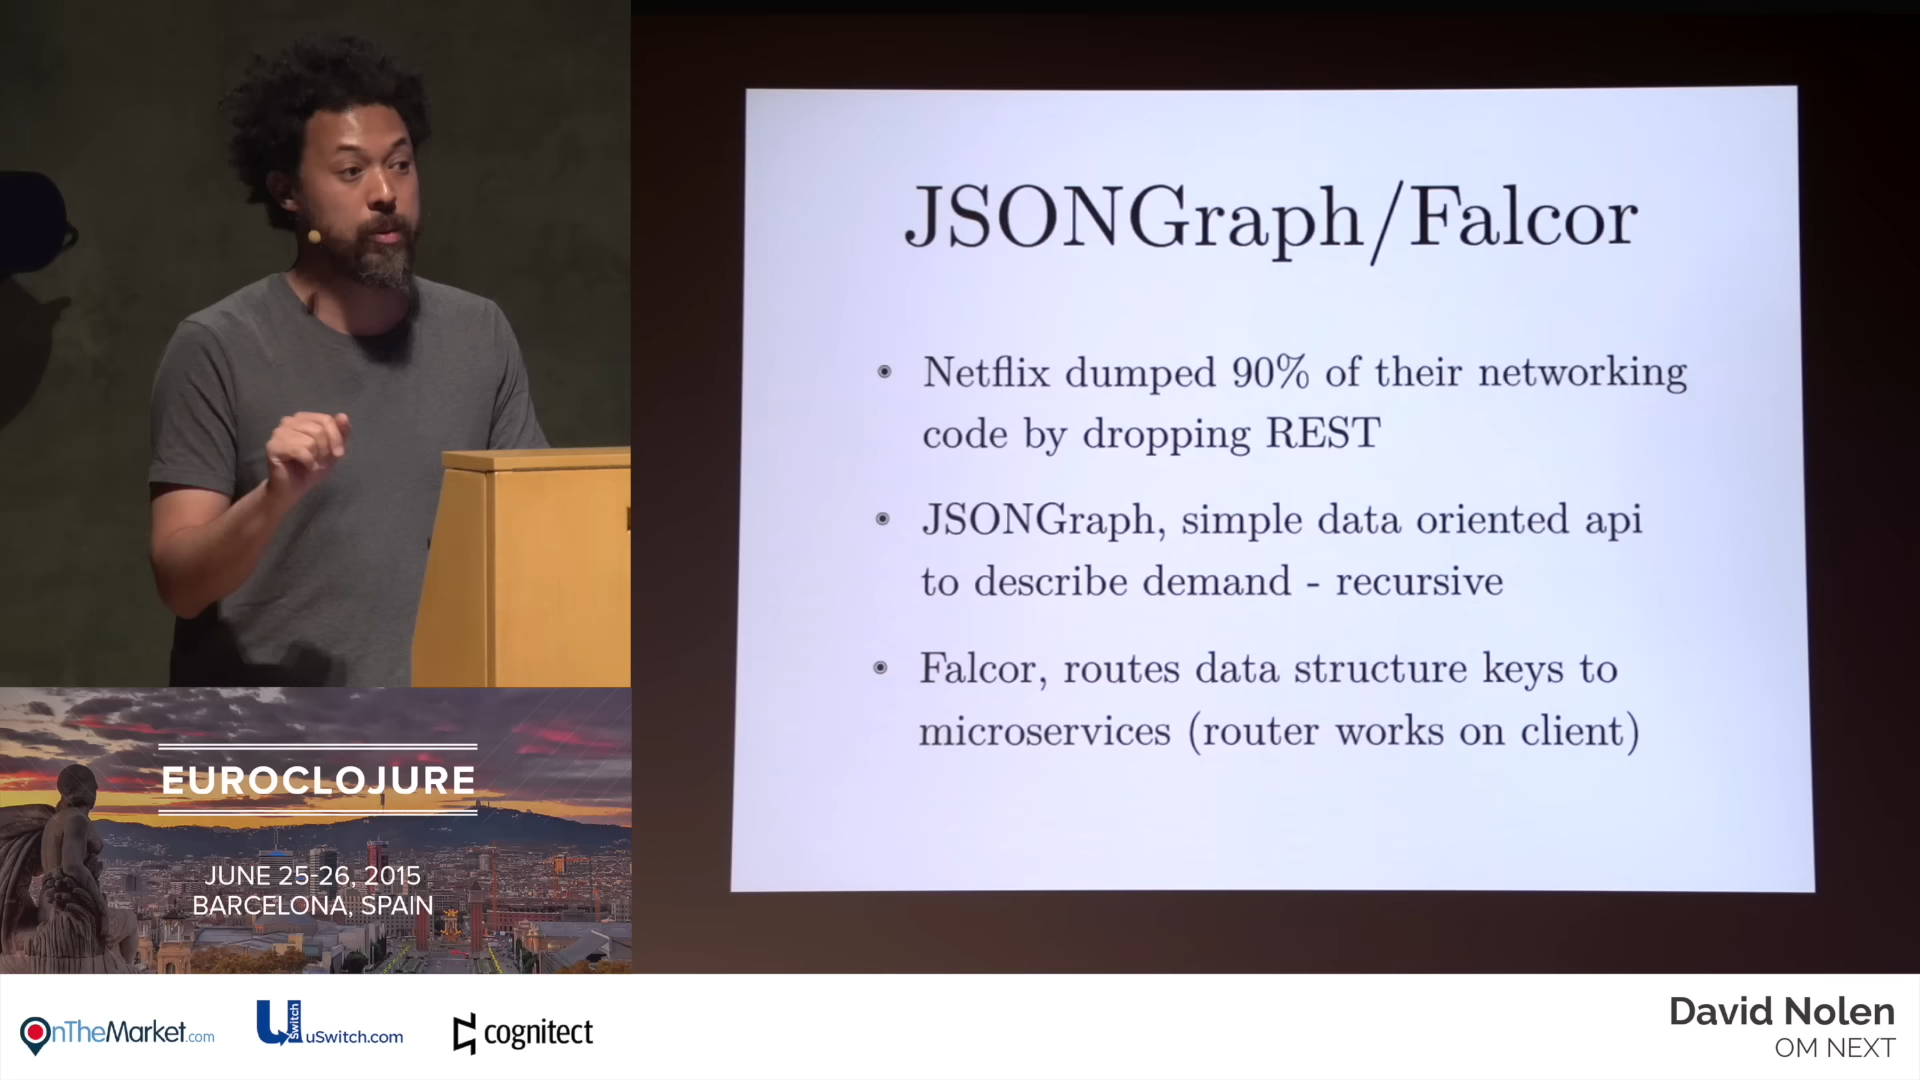 JSONGraph/Falcor
Netflix dumped 90% of their networking
code by dropping REST
JSONGraph, simple data oriented api
to describe demand - recursive
Falcor, routes data structure keys to
microservices (router works on client)
EUROCLOJURE
JUNE 25-26, 2015
BARCELONA, SPAIN
OnTheMarket.com
uSwitch
uSwitch.com
cognitect
David Nolen
OM NEXT